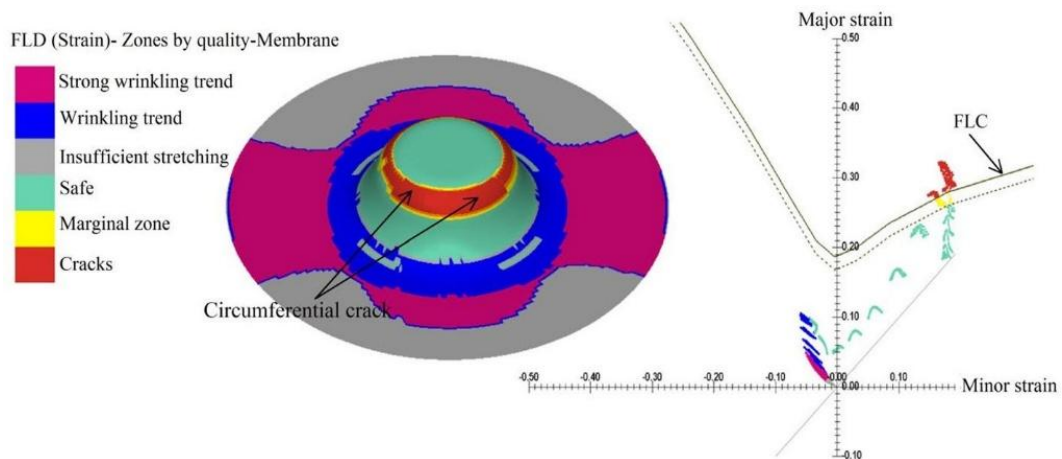 FLD (Strain)- Zones by quality-Membrane
Strong wrinkling trend
Wrinkling trend
Insufficient stretching
Safe
Marginal zone
Cracks
Circumferential crack
Major strain
0.50
0.40
FLC
0.30
0.20
0.10
-0.50 -0.40 -0.30 -0.20 -0.10 -0.00 0.10
0.00
Minor strain
0.10